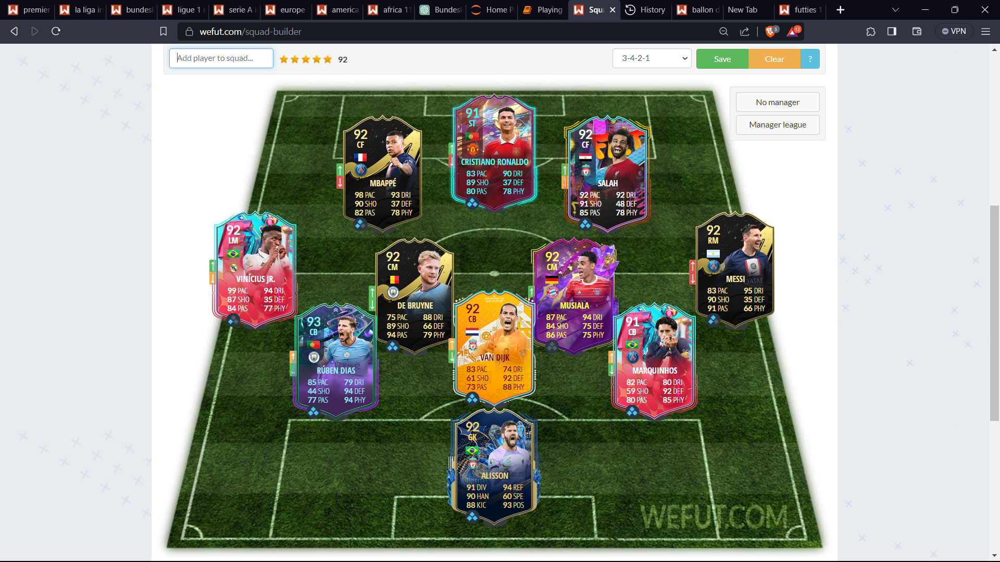 premier
la liga in
bundesl
ligue 1 i
serie A i
europe
america
africa 11
Bundesli
Home P
Playing
Squa
History
ballon d
New Tab
futties 1
wefut.com/squad-builder
3
12
VPN
Add player to squad...
92
3-4-2-1
Save
Clear
?
No manager
Manager league
91
ST
CRISTIANO RONALDO
83 PAC 90 DRI
89 SHO 37 DEF
80 PAS 78 PHY
92
CF
MBAPPÉ
98 PAC 93 DRI
90 SHO 37 DEF
82 PAS 78 PHY
92
CF
SALAH
92 PAC 92 DRI
91 SHO 48 DEF
85 PAS 78 PHY
92
LM
VINÍCIUS JR.
99 PAC 94 DRI
87 SHO 35 DEF
84 PAS 77 PHY
92
CM
DE BRUYNE
75 PAC 88 DRI
89 SHO 66 DEF
94 PAS 79 PHY
92
CM
MUSIALA
87 PAC 94 DRI
84 SHO 75 DEF
86 PAS 75 PHY
92
RM
QATAR
MESSI
83 PAC 95 DRI
90 SHO 35 DEF
91 PAS 66 PHY
93
CB
RÚBEN DIAS
85 PAC 79 DRI
44 SHO 94 DEF
77 PAS 94 PHY
92
CB
VAN DIJK
83 PAC 74 DRI
61 SHO 92 DEF
73 PAS 88 PHY
91
CB
MARQUINHOS
82 PAC 80 DRI
59 SHO 92 DEF
80 PAS 85 PHY
92
GK
ALISSON
91 DIV 94 REF
90 HAN 60 SPE
88 KIC 93 POS
WEFUT.COM